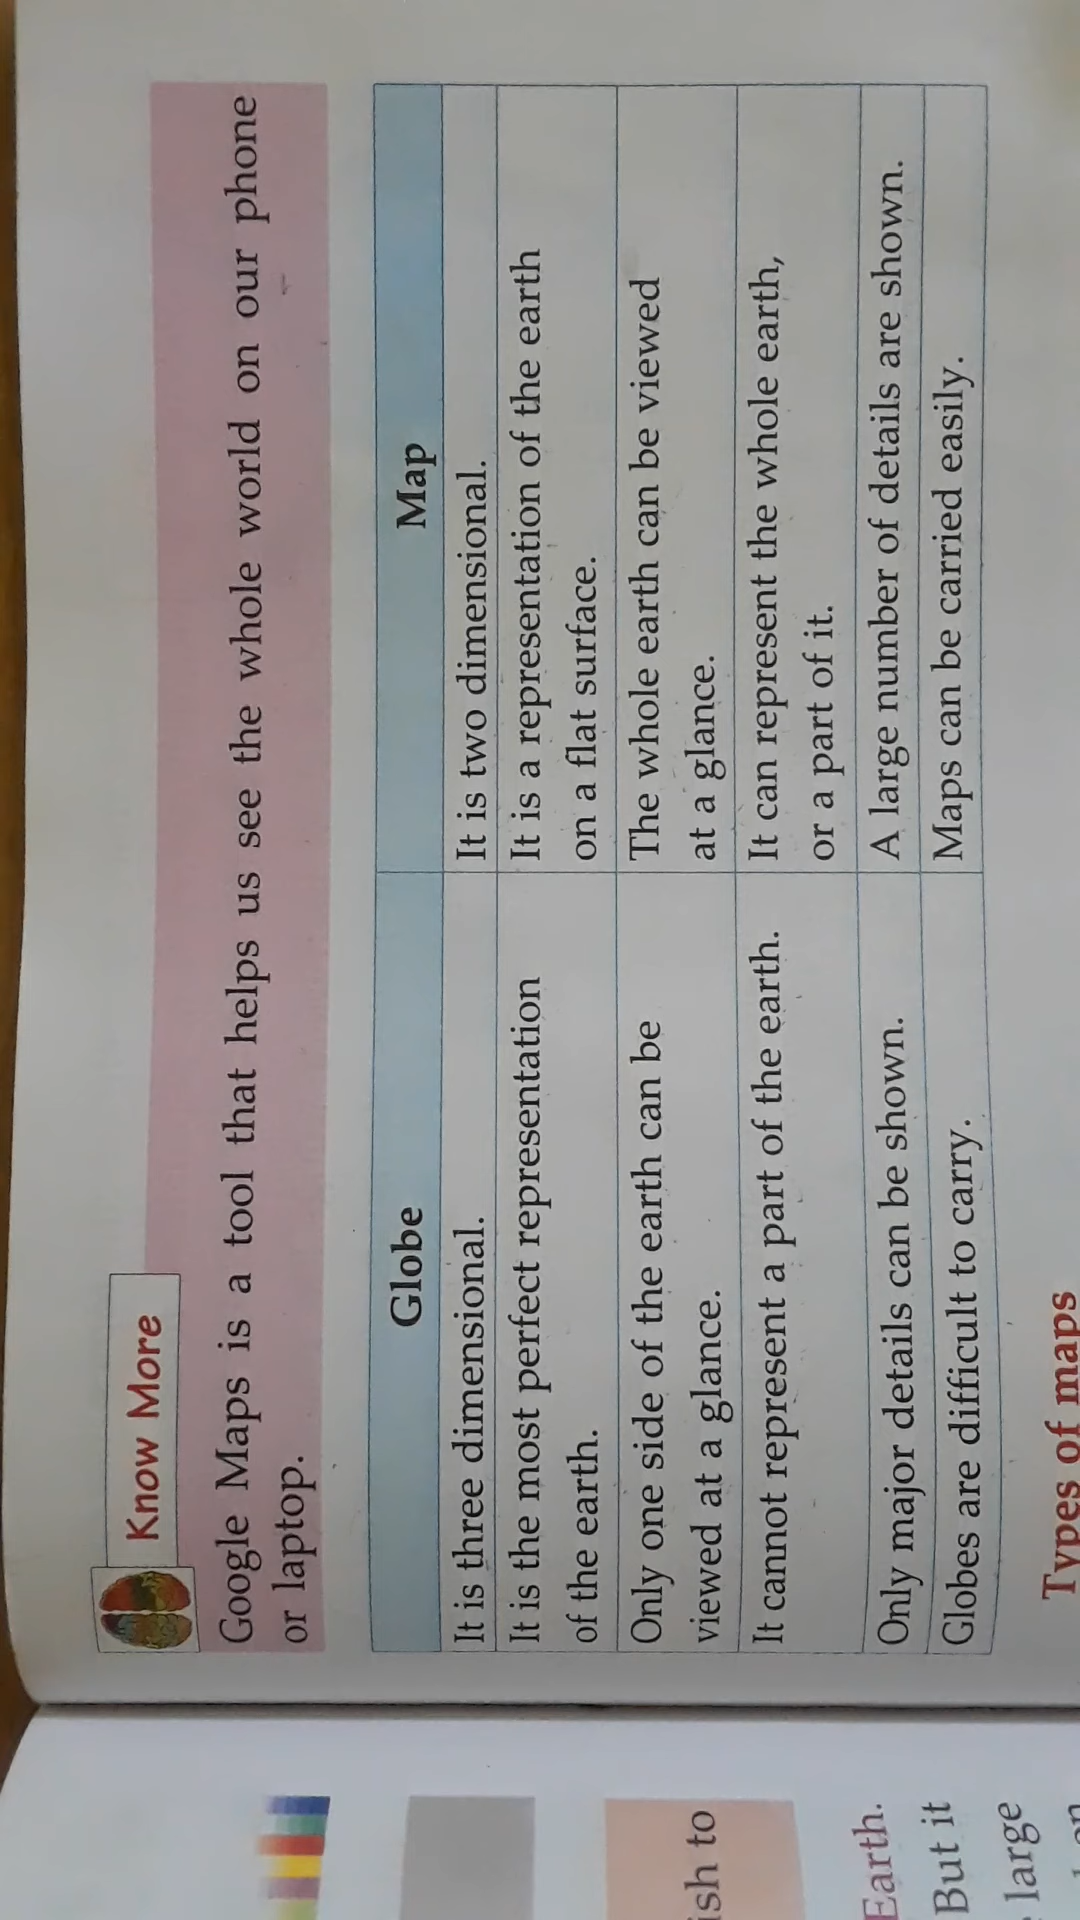 Know More
Google Maps is a tool that helps us see the whole world on our phone
or laptop.
Globe
Map
It is three dimensional.
It is two dimensional.
It is the most perfect representation
of the earth.
It is a representation of the earth
on a flat surface.
Only one side of the earth can be
viewed at a glance.
The whole earth can be viewed
at a glance.
It cannot represent a part of the earth.
It can represent the whole earth,
or a part of it.
Only major details can be shown.
A large number of details are shown.
Globes are difficult to carry.
Maps can be carried easily.
Types of maps
ish to
Earth.
But it
large